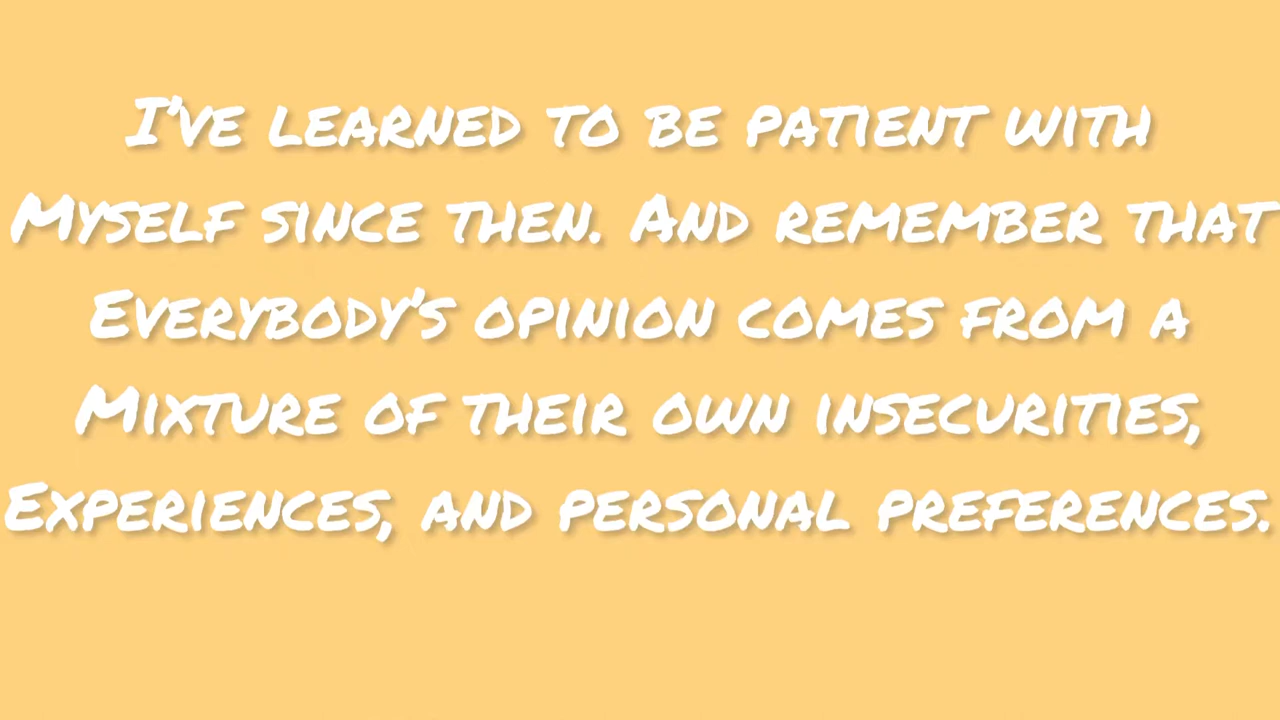 I've learned to be patient with
Myself since then. And remember that
Everybody's opinion comes from a
Mixture of their own insecurities,
Experiences, and personal preferences.